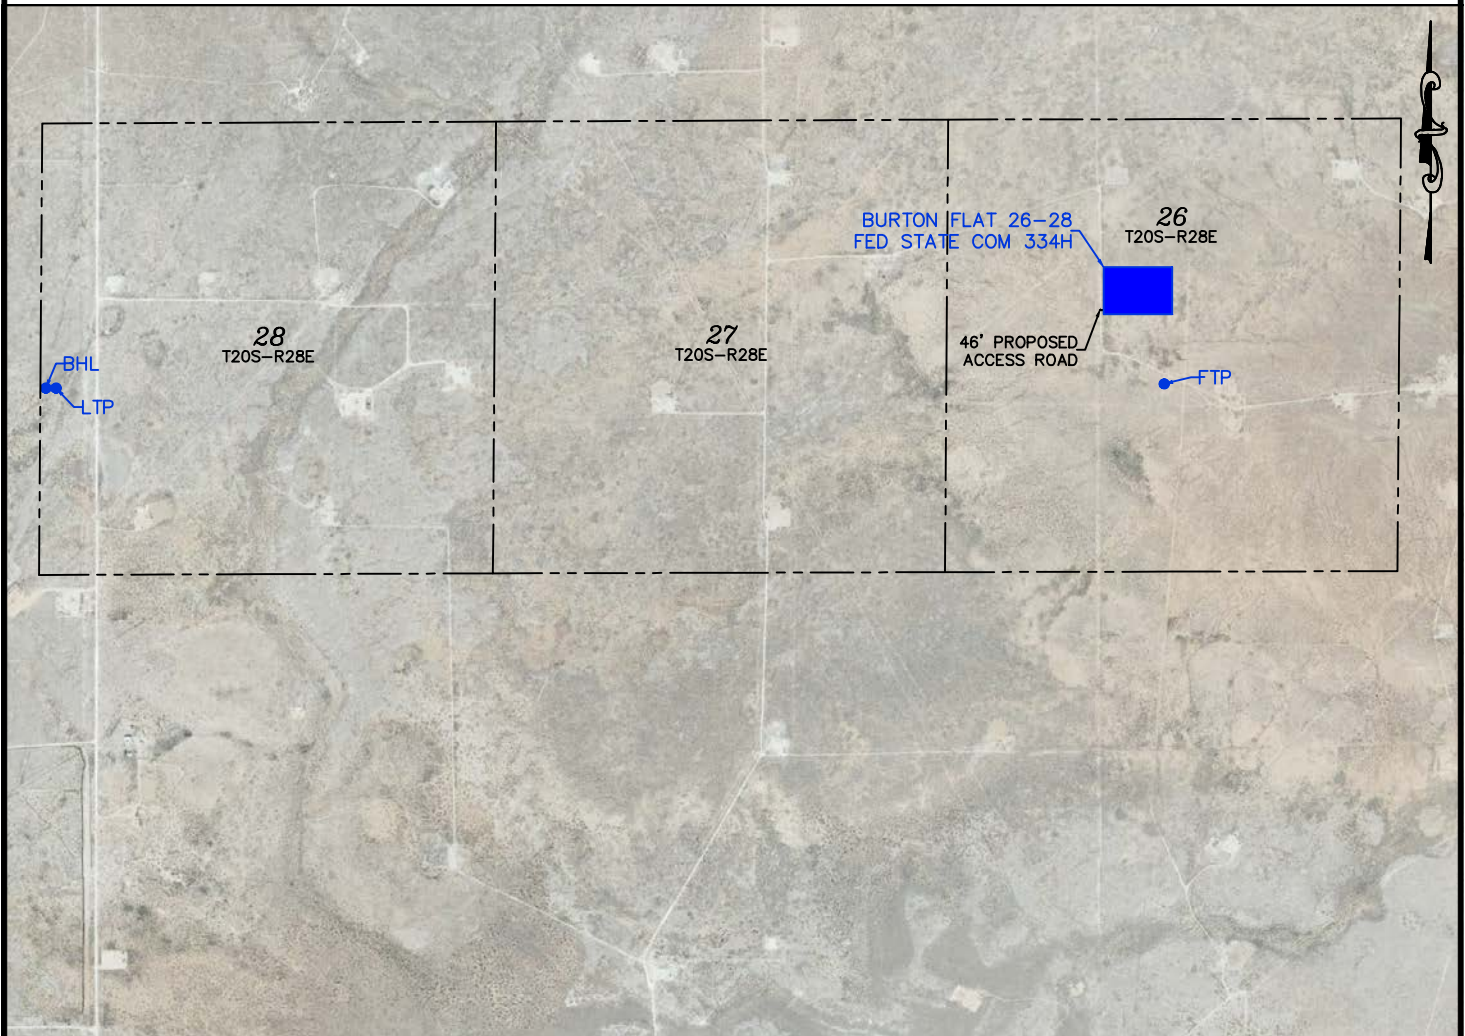 BURTON FLAT 26-28
FED STATE COM 334H
26
T20S-R28E
28
T20S-R28E
27
T20S-R28E
46' PROPOSED
ACCESS ROAD
BHL
LTP
FTP